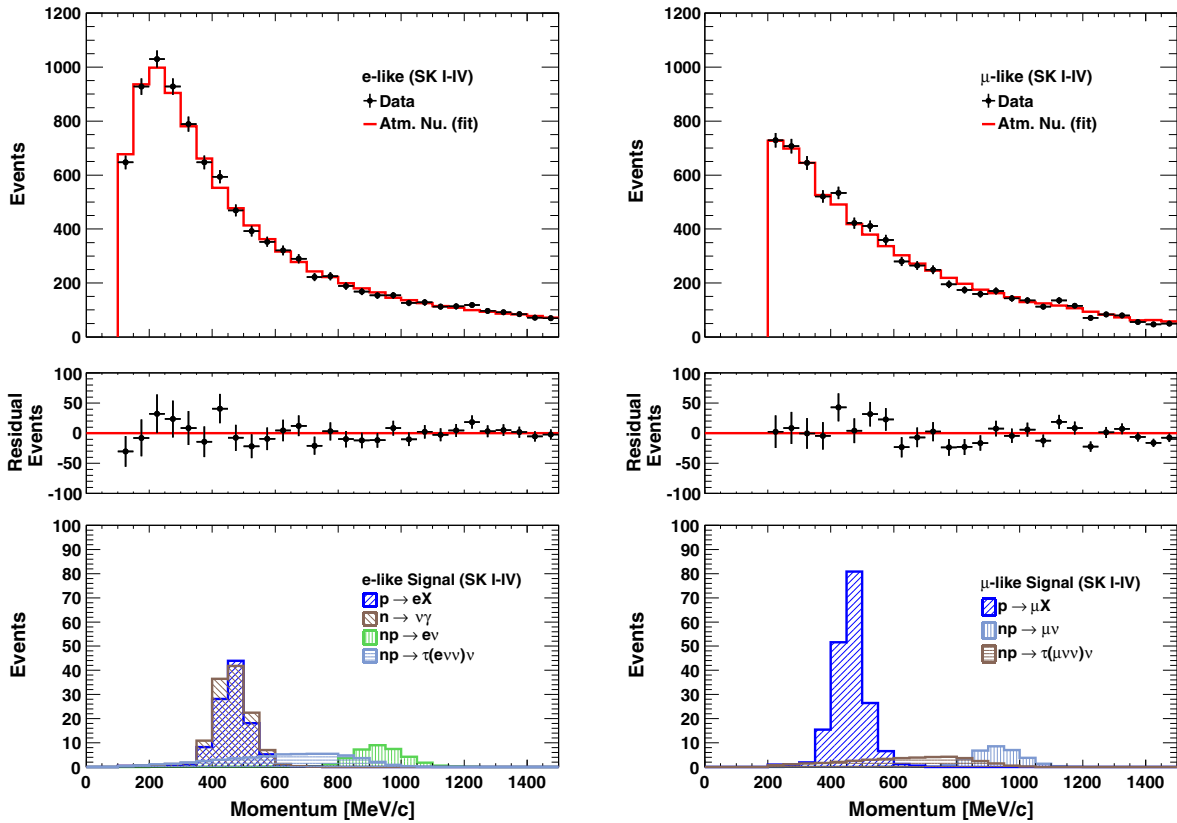 1200
1000
800
600
400
200
0
Events
e-like (SK I-IV)
Data
Atm. Nu. (fit)
1200
1000
800
600
400
200
0
Events
μ-like (SK I-IV)
Data
Atm. Nu. (fit)
100
50
0
-50
-100
Residual
Events
100
50
0
-50
-100
Residual
Events
100
90
80
70
60
50
40
30
20
10
0
Events
e-like Signal (SK I-IV)
p → eX
n → νγ
np → eν
np → τ(eνν)ν
0 200 400 600 800 1000 1200 1400
Momentum [MeV/c]
100
90
80
70
60
50
40
30
20
10
0
Events
μ-like Signal (SK I-IV)
p → μX
np → μν
np → τ(μνν)ν
0 200 400 600 800 1000 1200 1400
Momentum [MeV/c]